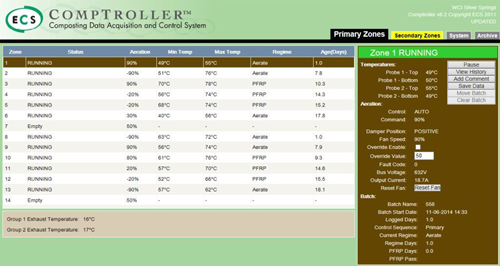 ECS
COMPTROLLER™
Composting Data Acquisition and Control System
WCI Silver Springs
Comptroller v6.2 Copyright ECS 2011
UPDATED
Primary Zones Secondary Zones System Archive
Zone Status Aeration Min Temp Max Temp Regime Age(Days)
1 RUNNING 90% 49°C 55°C Aerate 1.0
2 RUNNING -90% 51°C 76°C Aerate 7.8
3 RUNNING 90% 70°C 78°C PFRP 10.3
4 RUNNING -20% 56°C 74°C PFRP 14.3
5 RUNNING -20% 68°C 74°C PFRP 15.2
6 RUNNING 30% 40°C 56°C Aerate 17.8
7 Empty 50% - - -
8 RUNNING -90% 62°C 72°C Aerate 1.0
9 RUNNING 90% 56°C 74°C Aerate 7.9
10 RUNNING 80% 61°C 76°C PFRP 9.3
11 RUNNING 20% 57°C 70°C PFRP 14.6
12 RUNNING -20% 52°C 66°C PFRP 15.5
13 RUNNING -90% 57°C 62°C Aerate 18.1
14 Empty 50% - - -
Group 1 Exhaust Temperature: 16°C
Group 2 Exhaust Temperature: 17°C
Zone 1 RUNNING
Temperatures:
Probe 1 - Top 49°C
Probe 1 - Bottom 50°C
Probe 2 - Top 55°C
Probe 2 - Bottom 49°C
Pause
View History
Add Comment
Save Data
Move Batch
Clear Batch
Aeration:
Control: AUTO
Command: 90%
Damper Position: POSITIVE
Fan Speed: 90%
Override Enable:
Override Value: 50
Fault Code: 0
Bus Voltage: 632V
Output Current: 18.7A
Reset Fan: Reset Fan
Batch:
Batch Name: 558
Batch Start Date: 11-06-2014 14:33
Logged Days: 1.0
Control Sequence: Primary
Current Regime: Aerate
Regime Days: 1.0
PFRP Days: 0.0
PFRP Pass: